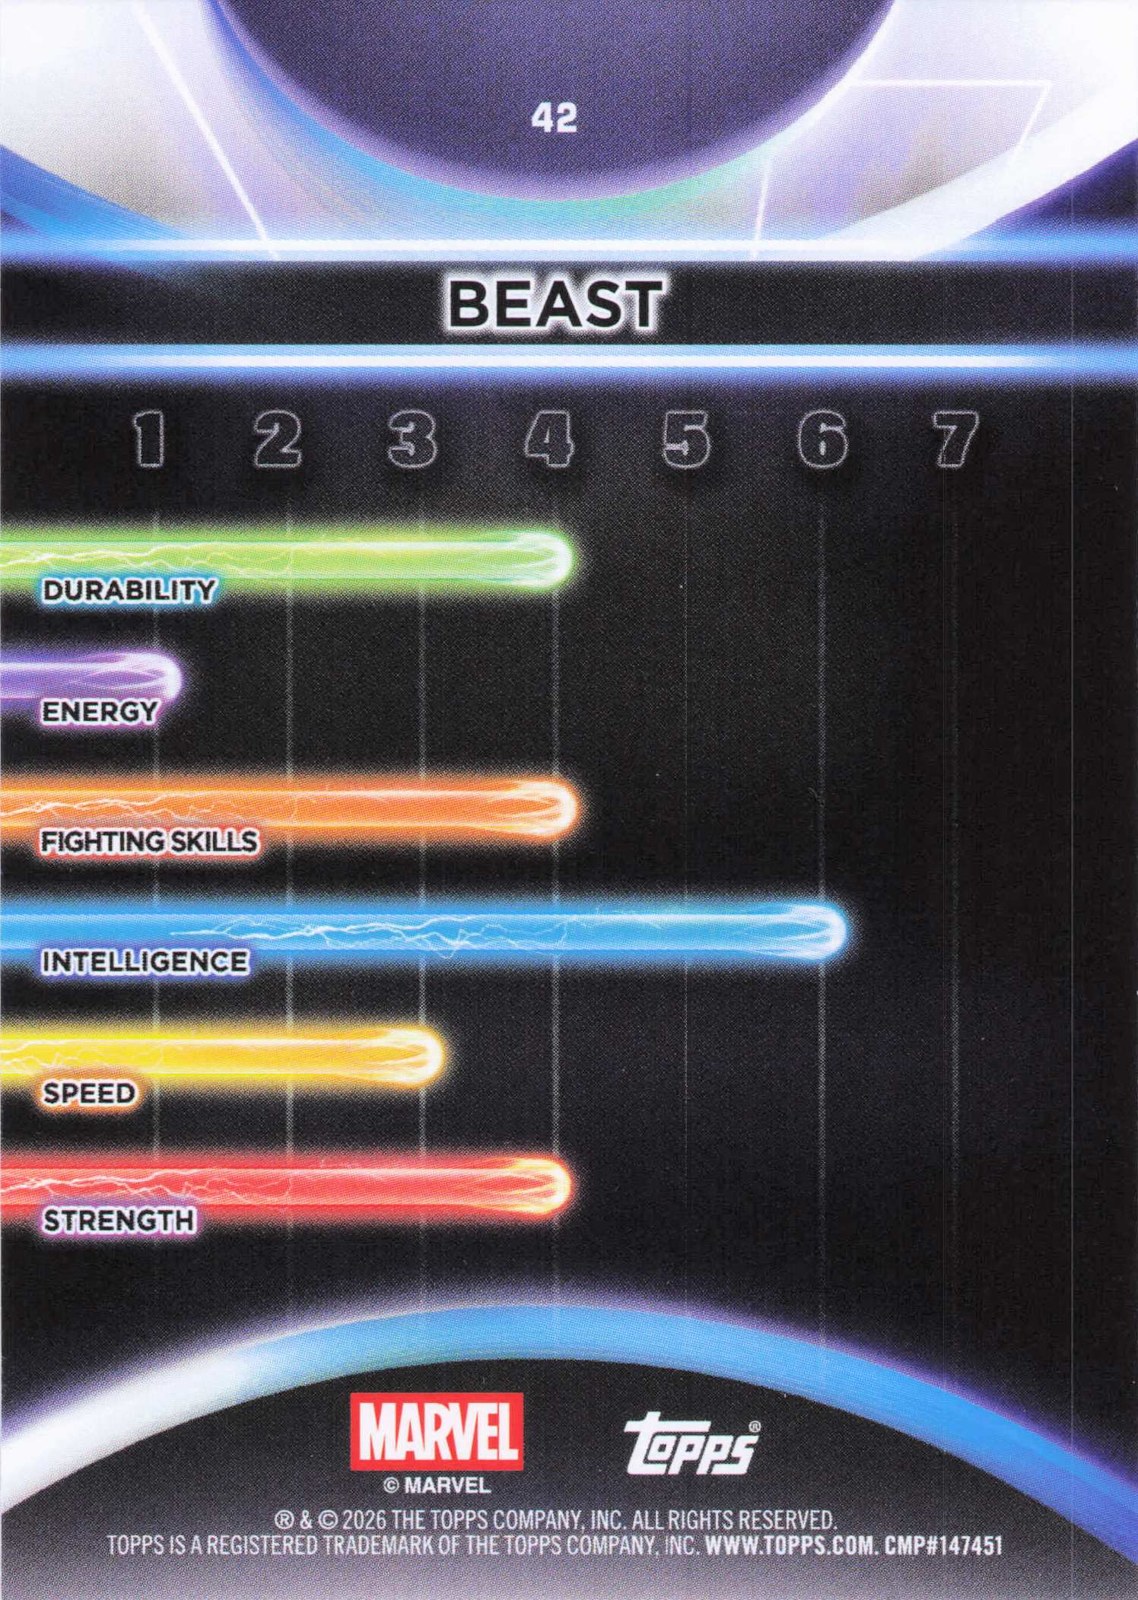 42
BEAST
1 2 3 4 5 6 7
DURABILITY
ENERGY
FIGHTING SKILLS
INTELLIGENCE
SPEED
STRENGTH
MARVEL
© MARVEL
TOPPS®
® & © 2026 THE TOPPS COMPANY, INC. ALL RIGHTS RESERVED.
TOPPS IS A REGISTERED TRADEMARK OF THE TOPPS COMPANY, INC. WWW.TOPPS.COM. CMP#147451